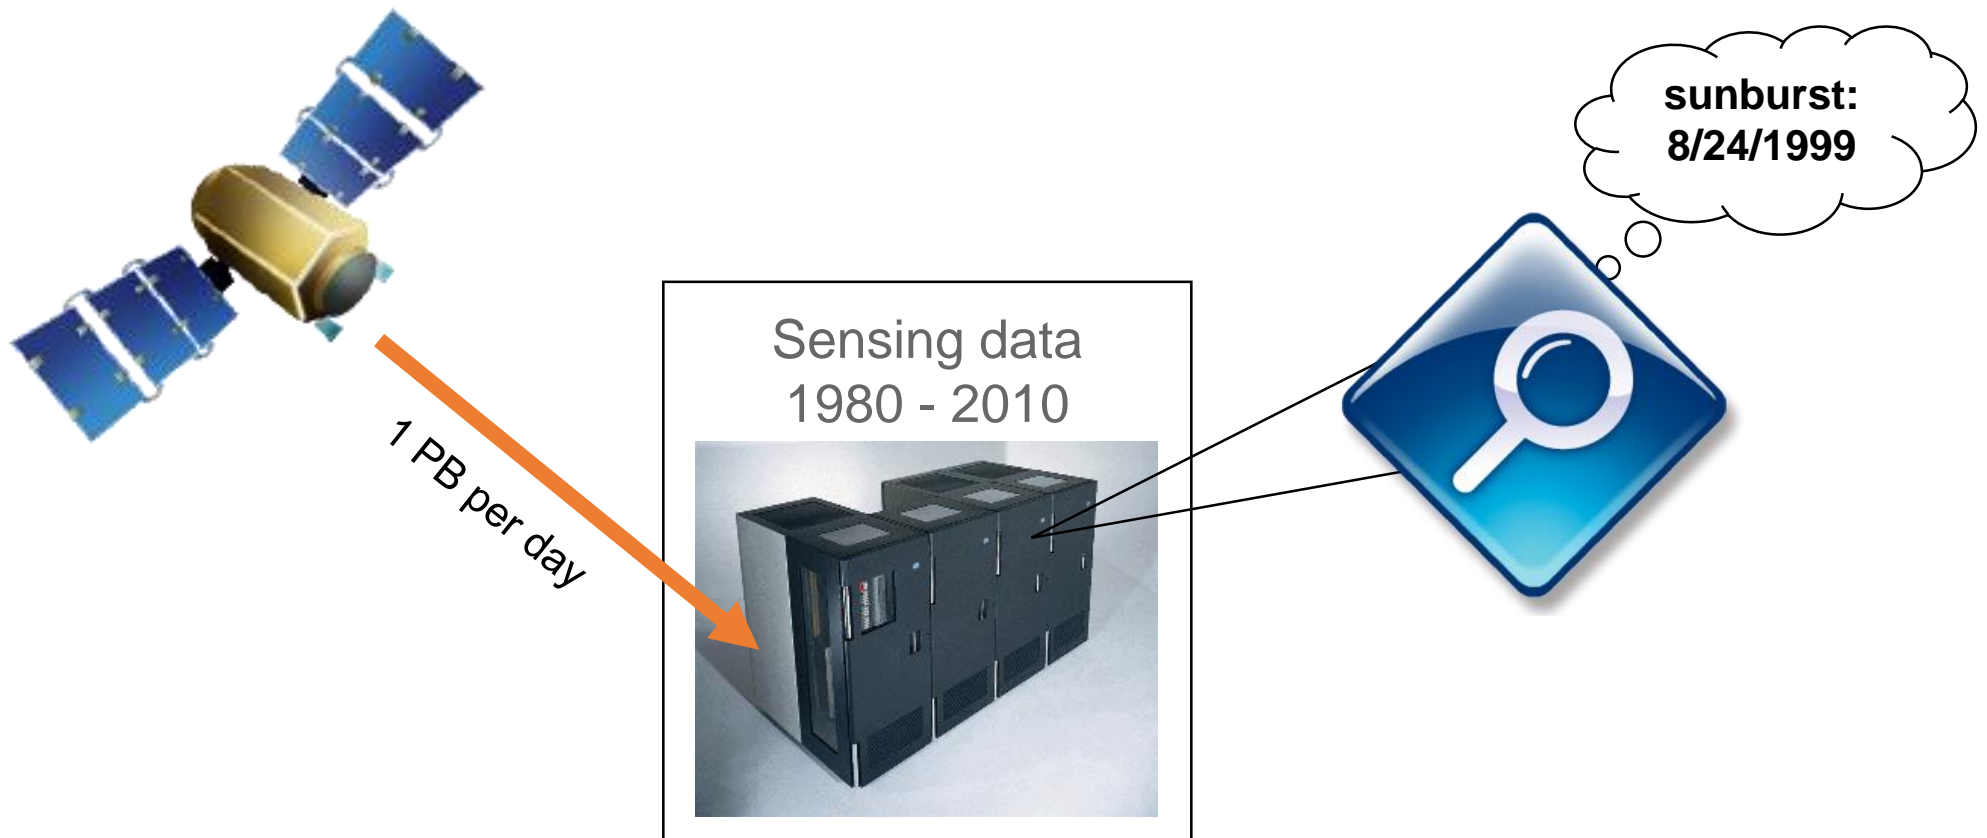 sunburst:
8/24/1999
Sensing data
1980 - 2010
1 PB per day